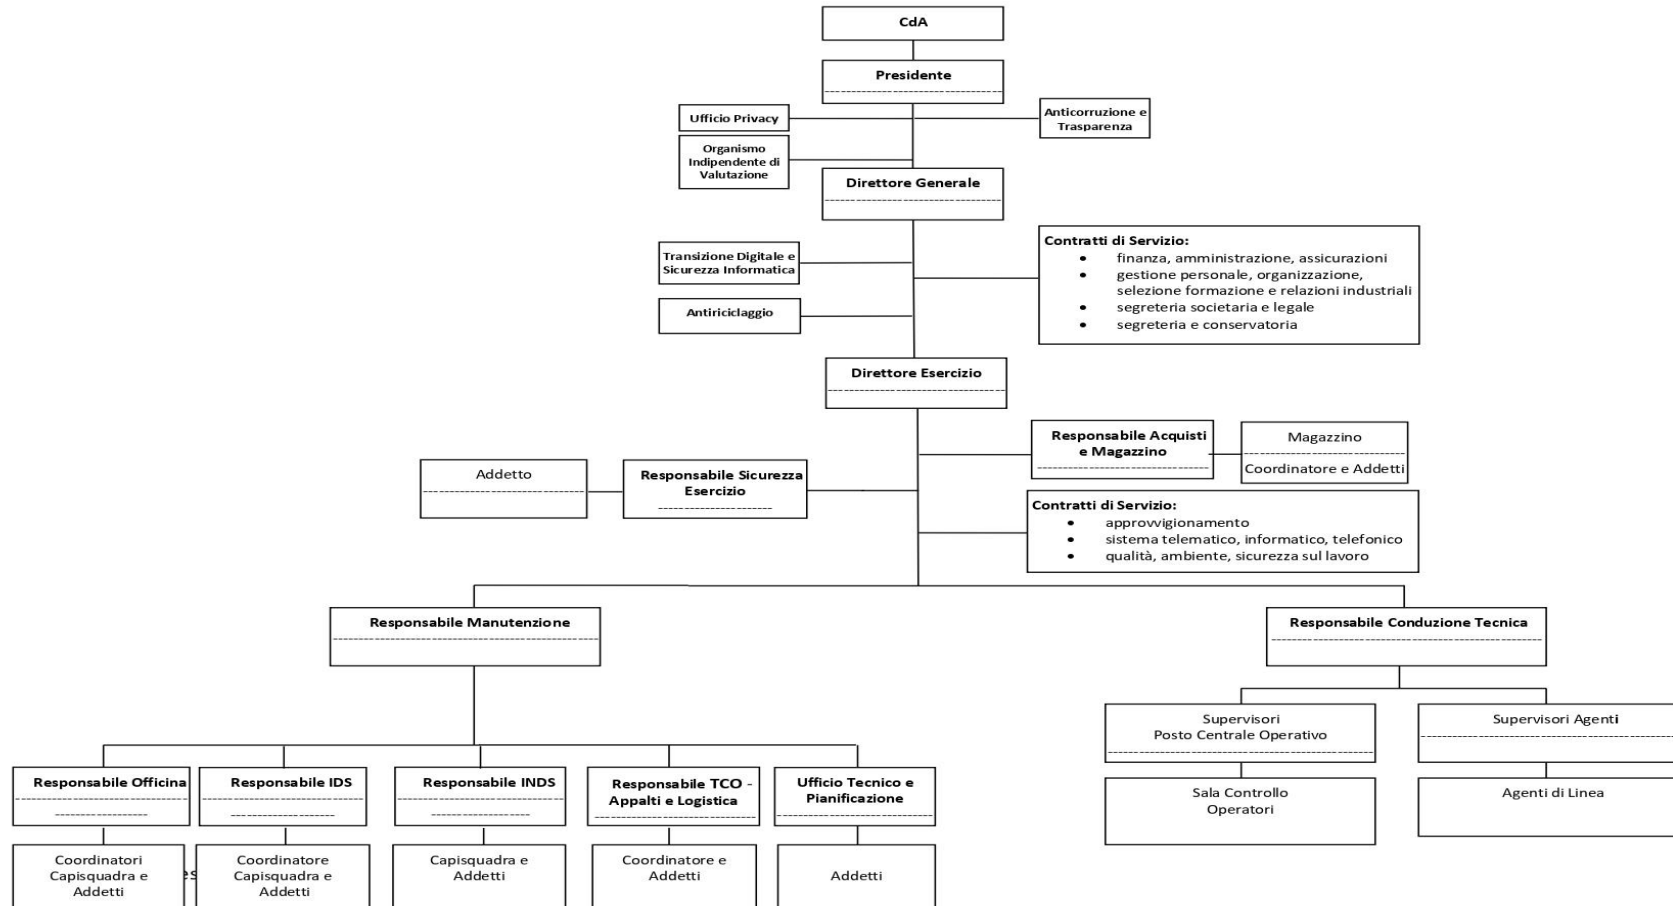 CdA
Presidente
Ufficio Privacy
Anticorruzione e
Trasparenza
Organismo
Indipendente di
Valutazione
Direttore Generale
Transizione Digitale e
Sicurezza Informatica
Contratti di Servizio:
• finanza, amministrazione, assicurazioni
• gestione personale, organizzazione,
selezione formazione e relazioni industriali
• segreteria societaria e legale
• segreteria e conservatoria
Antiriciclaggio
Direttore Esercizio
Responsabile Acquisti
e Magazzino
Magazzino
Coordinatore e Addetti
Addetto
Responsabile Sicurezza
Esercizio
Contratti di Servizio:
• approvvigionamento
• sistema telematico, informatico, telefonico
• qualità, ambiente, sicurezza sul lavoro
Responsabile Manutenzione
Responsabile Conduzione Tecnica
Supervisori
Posto Centrale Operativo
Supervisori Agenti
Sala Controllo
Operatori
Agenti di Linea
Responsabile Officina
Responsabile IDS
Responsabile INDS
Responsabile TCO -
Appalti e Logistica
Ufficio Tecnico e
Pianificazione
Coordinatori
Capisquadra e
Addetti
Coordinatore
Capisquadra e
Addetti
Capisquadra e
Addetti
Coordinatore e
Addetti
Addetti